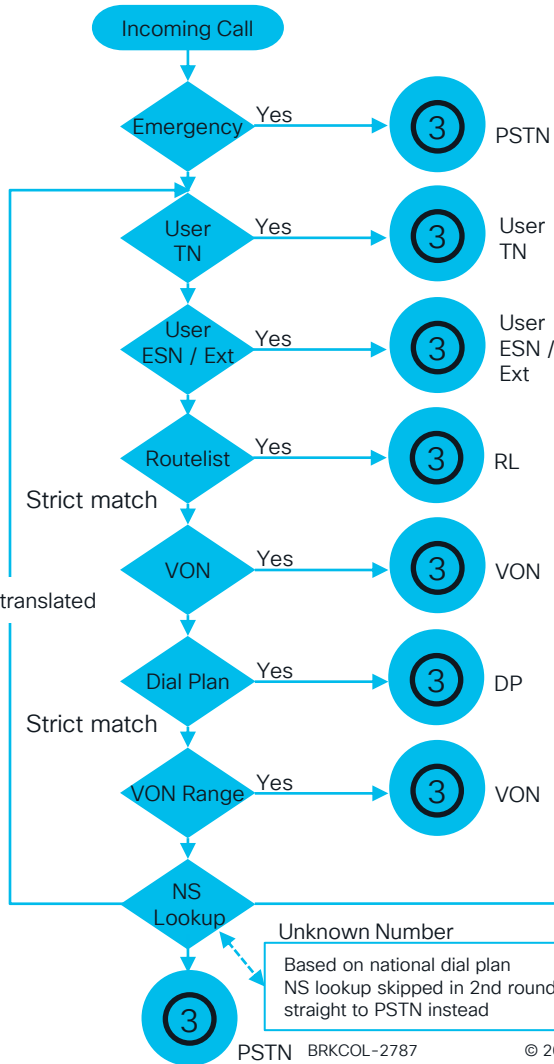 Incoming Call
Emergency
Yes
3
PSTN
User
TN
Yes
3
User
TN
User
ESN / Ext
Yes
3
User
ESN /
Ext
Routelist
Yes
3
RL
Strict match
VON
Yes
3
VON
translated
Dial Plan
Yes
3
DP
Strict match
VON Range
Yes
3
VON
NS
Lookup
Unknown Number
Based on national dial plan
NS lookup skipped in 2nd round
straight to PSTN instead
3
PSTN
BRKCOL-2787
© 20